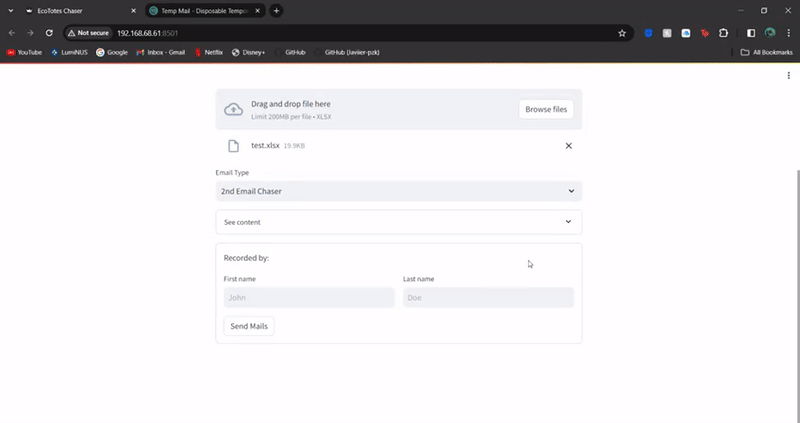 EcoTotes Chaser
Temp Mail - Disposable Tempo
Not secure 192.168.68.61:8501
YouTube LumiNUS Google Inbox - Gmail Netflix Disney+ GitHub GitHub (Javiier-pzk) All Bookmarks
Drag and drop file here
Limit 200MB per file • XLSX
Browse files
test.xlsx 19.9KB
Email Type
2nd Email Chaser
See content
Recorded by:
First name Last name
John Doe
Send Mails